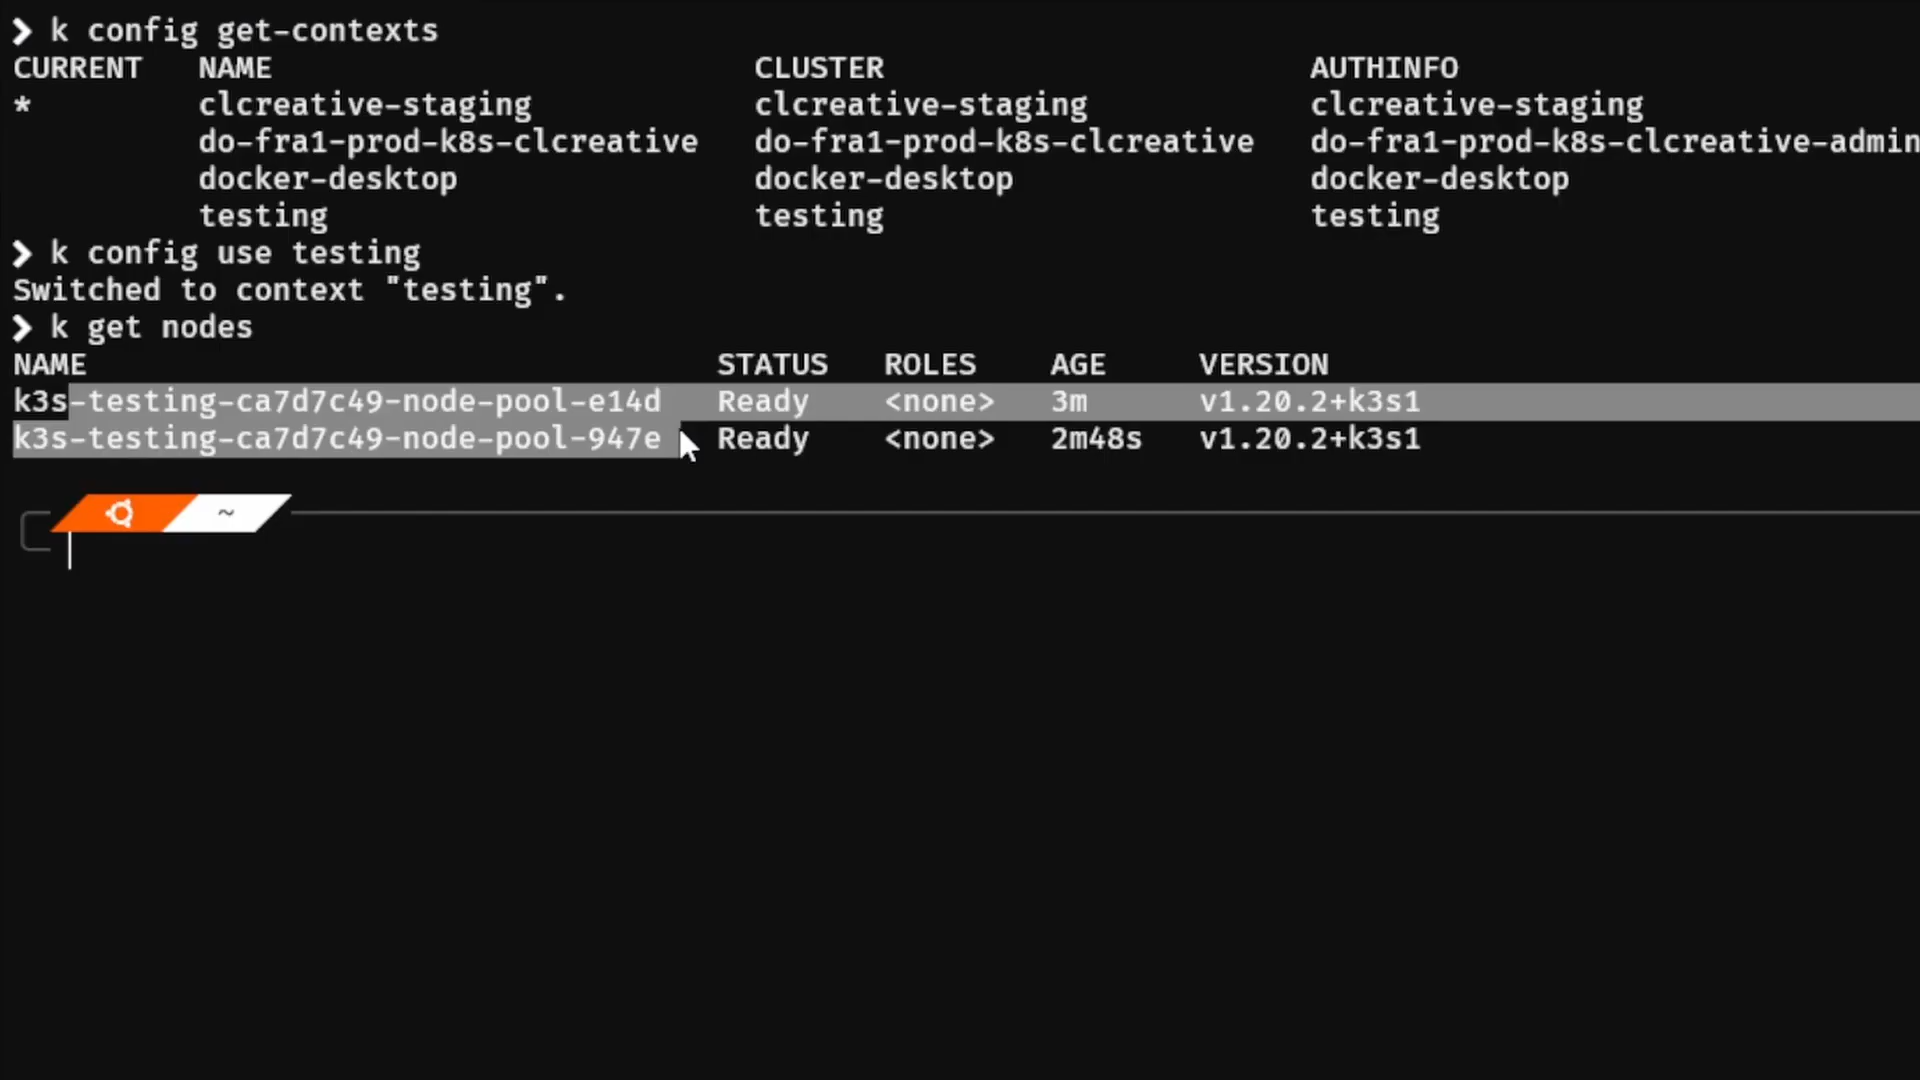 ❯ k config get-contexts
CURRENT   NAME                          CLUSTER                       AUTHINFO
*         clcreative-staging            clcreative-staging            clcreative-staging
          do-fra1-prod-k8s-clcreative   do-fra1-prod-k8s-clcreative   do-fra1-prod-k8s-clcreative-admin
          docker-desktop                docker-desktop                docker-desktop
          testing                       testing                       testing
❯ k config use testing
Switched to context "testing".
❯ k get nodes
NAME                                  STATUS   ROLES    AGE     VERSION
k3s-testing-ca7d7c49-node-pool-e14d   Ready    <none>   3m      v1.20.2+k3s1
k3s-testing-ca7d7c49-node-pool-947e   Ready    <none>   2m48s   v1.20.2+k3s1
~